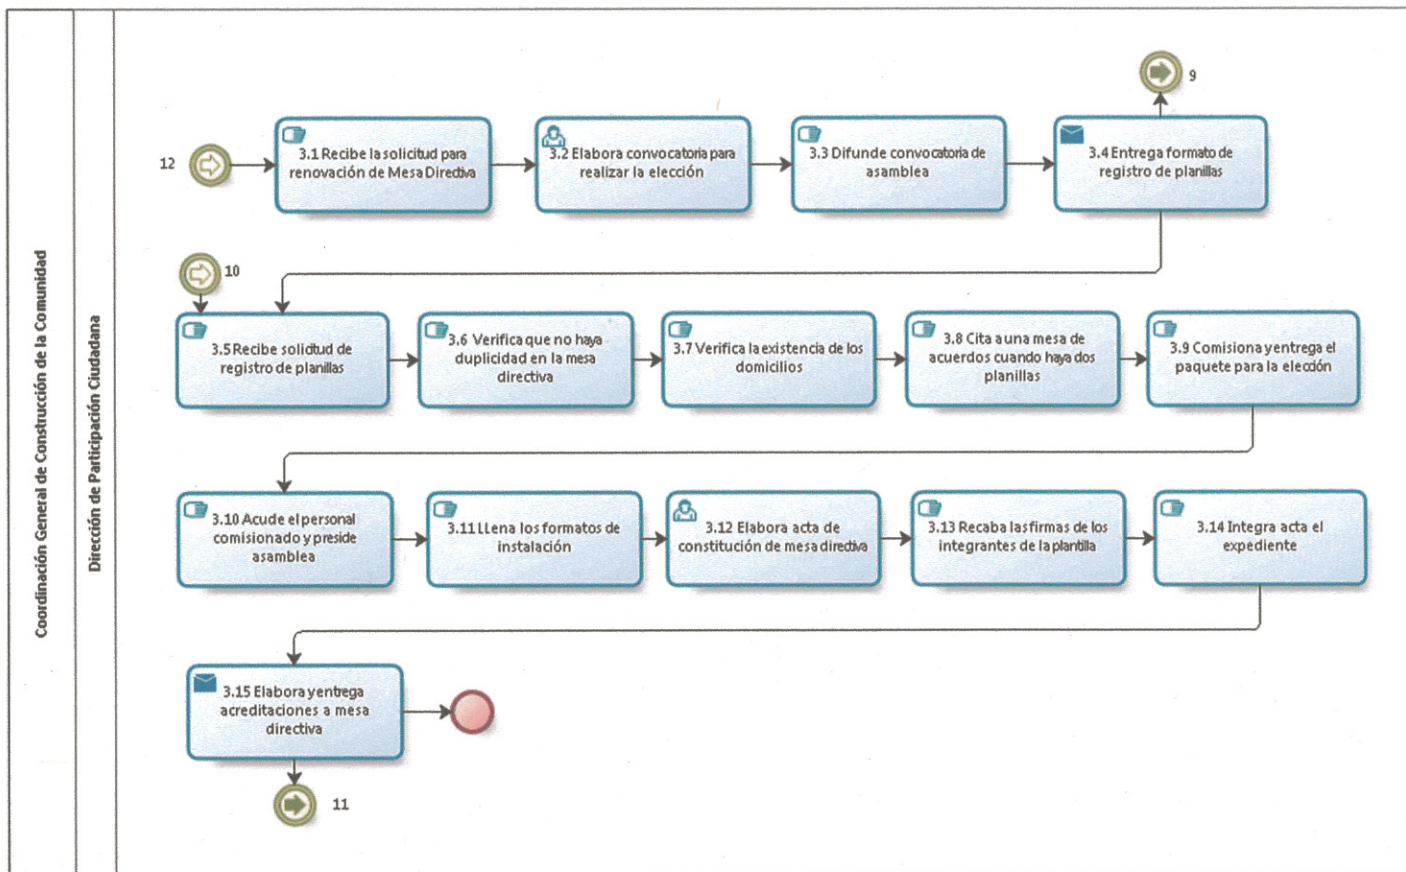 Coordinación General de Construcción de la Comunidad
Dirección de Participación Ciudadana
9
12
3.1 Recibe la solicitud para
renovación de Mesa Directiva
3.2 Elabora convocatoria para
realizar la elección
3.3 Difunde convocatoria de
asamblea
3.4 Entrega formato de
registro de planillas
10
3.5 Recibe solicitud de
registro de planillas
3.6 Verifica que no haya
duplicidad en la mesa
directiva
3.7 Verifica la existencia de los
domicilios
3.8 Cita a una mesa de
acuerdos cuando haya dos
planillas
3.9 Comisiona y entrega el
paquete para la elección
3.10 Acude el personal
comisionado y preside
asamblea
3.11 LLena los formatos de
instalación
3.12 Elabora acta de
constitución de mesa directiva
3.13 Recaba las firmas de los
integrantes de la plantilla
3.14 Integra acta el
expediente
3.15 Elabora y entrega
acreditaciones a mesa
directiva
11